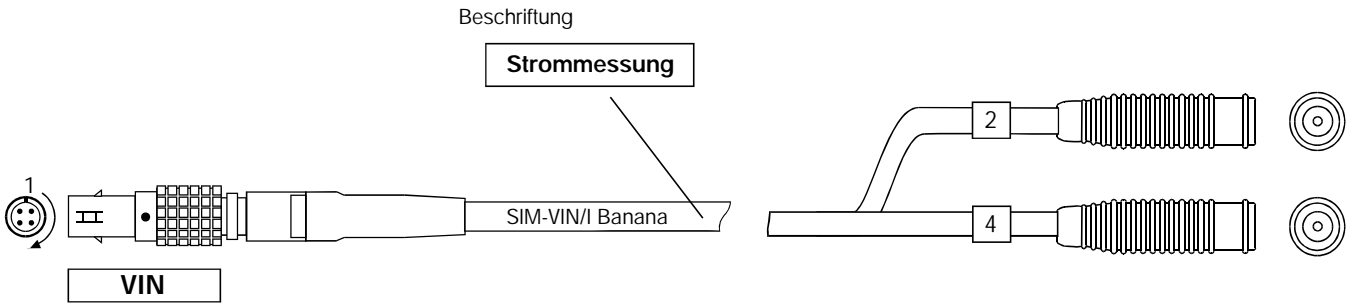 Beschriftung
Strommessung
2
1
SIM-VIN/I Banana
4
VIN